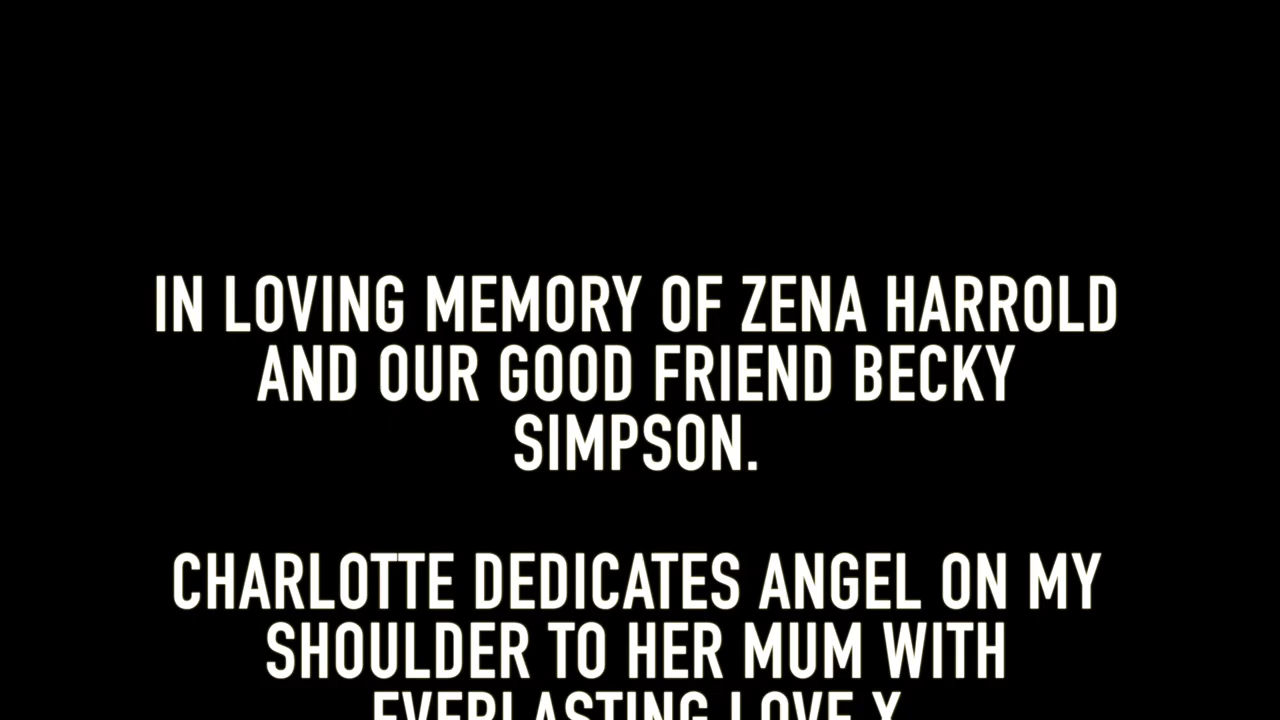 IN LOVING MEMORY OF ZENA HARROLD
AND OUR GOOD FRIEND BECKY
SIMPSON.
CHARLOTTE DEDICATES ANGEL ON MY
SHOULDER TO HER MUM WITH
EVERLASTING LOVE X